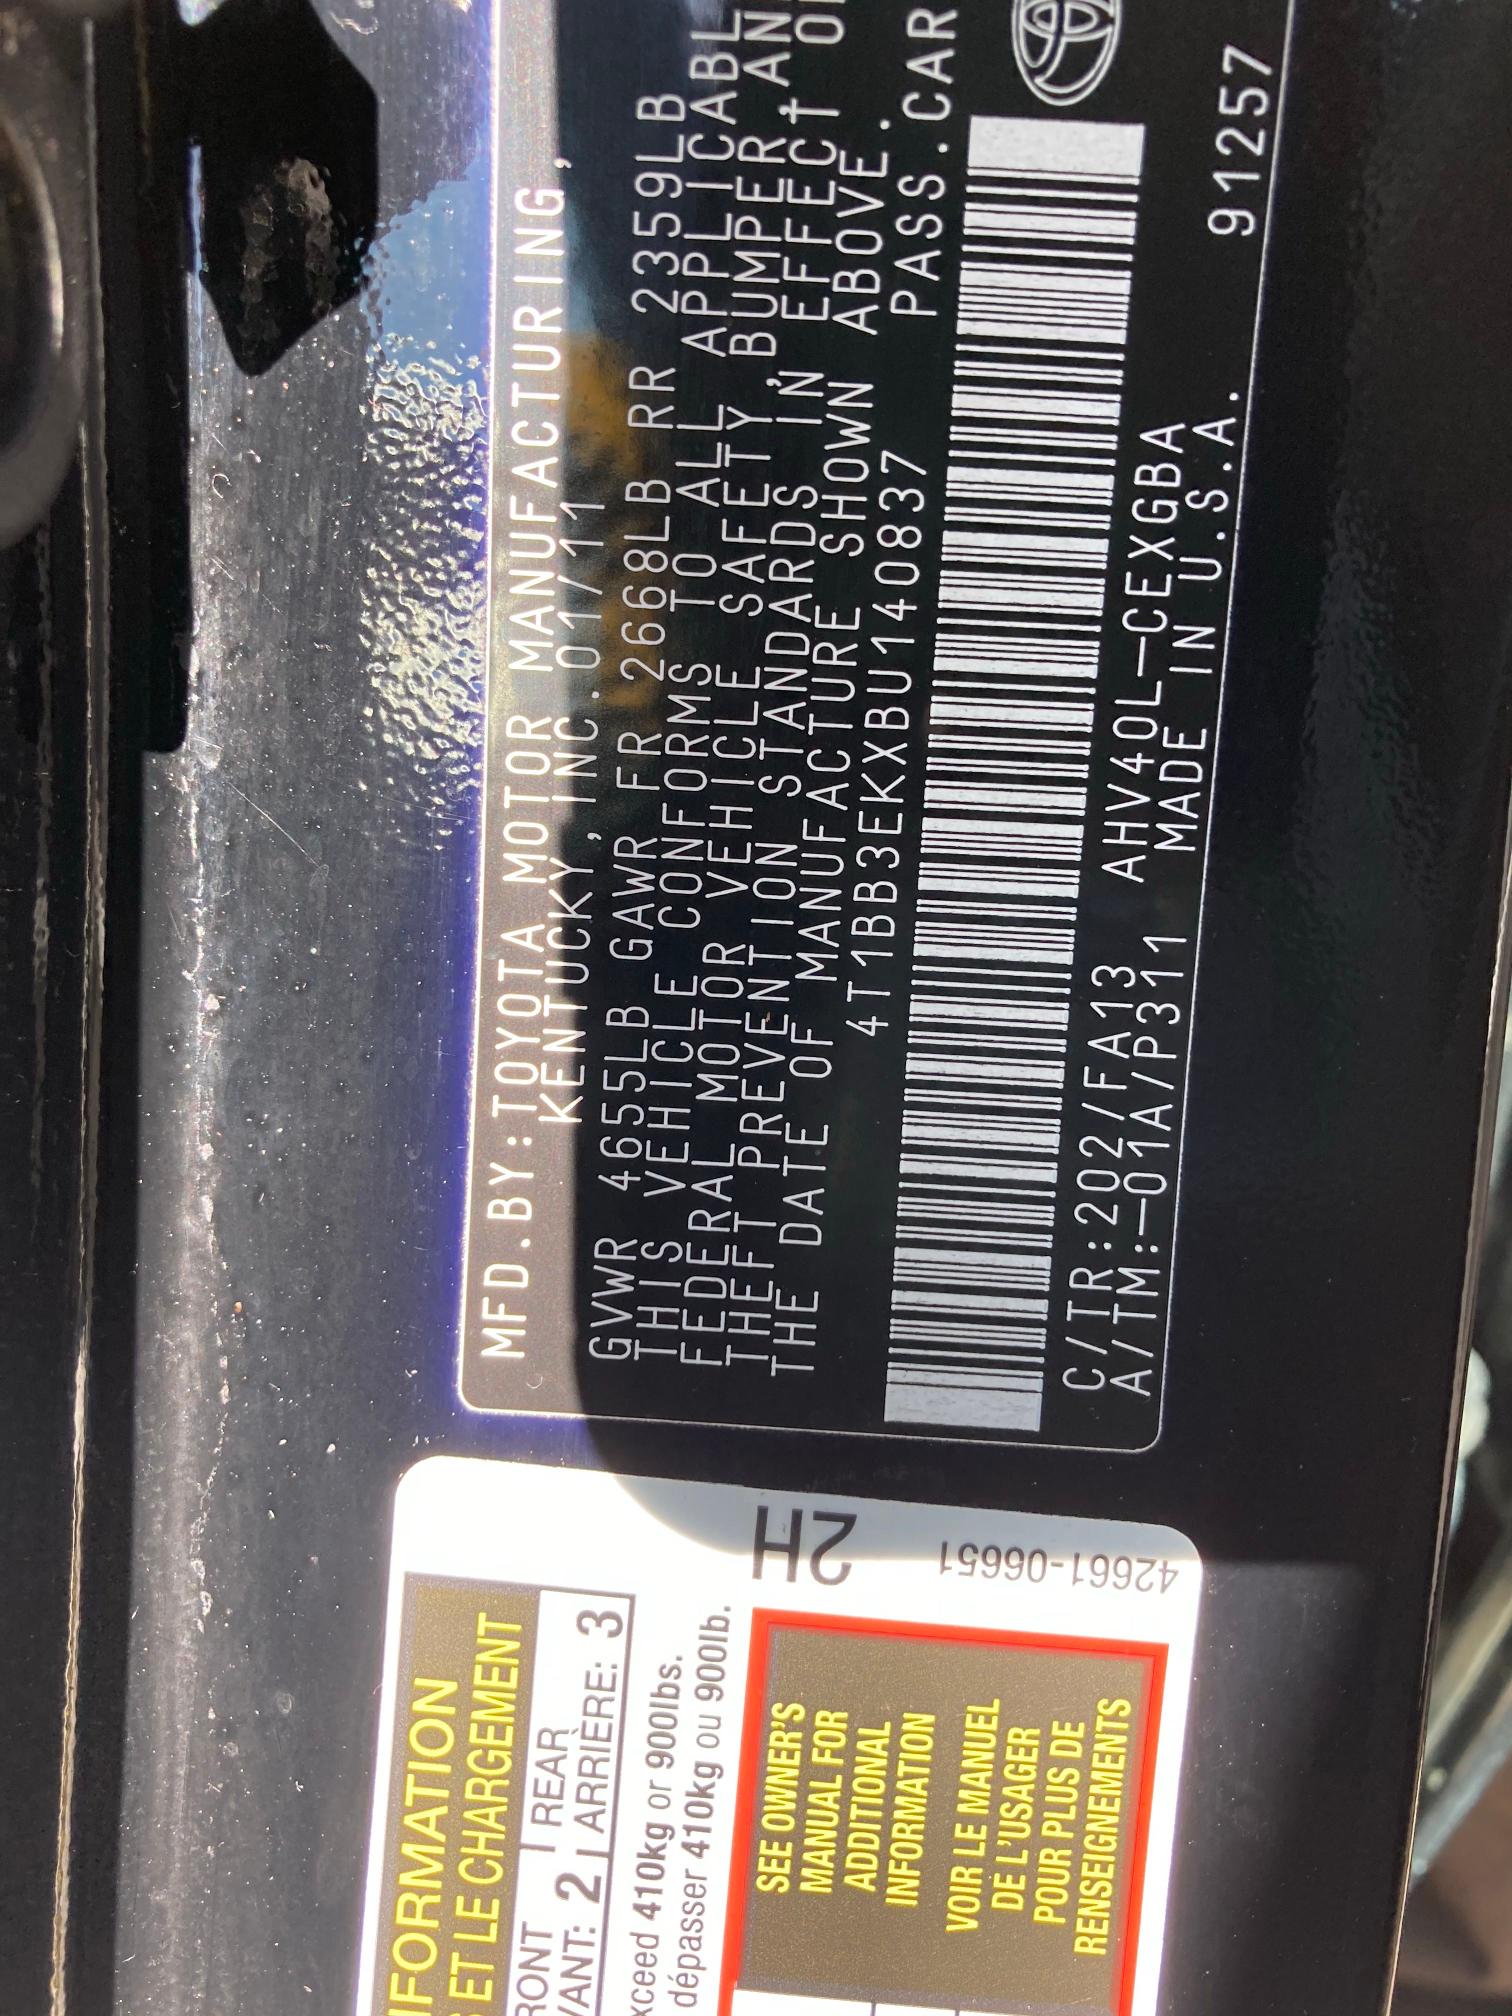 MFD.BY:TOYOTA MOTOR MANUFACTURING,
KENTUCKY, INC. 01/11
GVWR 4655LB GAWR FR 2668LB RR 2359LB
THIS VEHICLE CONFORMS TO ALL APPLICABL
FEDERAL MOTOR VEHICLE SAFETY, BUMPER AN
THEFT PREVENTION STANDARDS IN EFFECT O
THE DATE OF MANUFACTURE SHOWN ABOVE.
4T1BB3EKXBU140837 PASS.CAR
C/TR:202/FA13 AHV40L-CEXGBA
A/TM:-01A/P311 MADE IN U.S.A.
91257
FORMATION
ET LE CHARGEMENT
RONT REAR
VANT: 2 ARRIÈRE: 3
xceed 410kg or 900lbs.
dépasser 410kg ou 900lb.
2H
42661-06651
SEE OWNER'S
MANUAL FOR
ADDITIONAL
INFORMATION
VOIR LE MANUEL
DE L'USAGER
POUR PLUS DE
RENSEIGNEMENTS